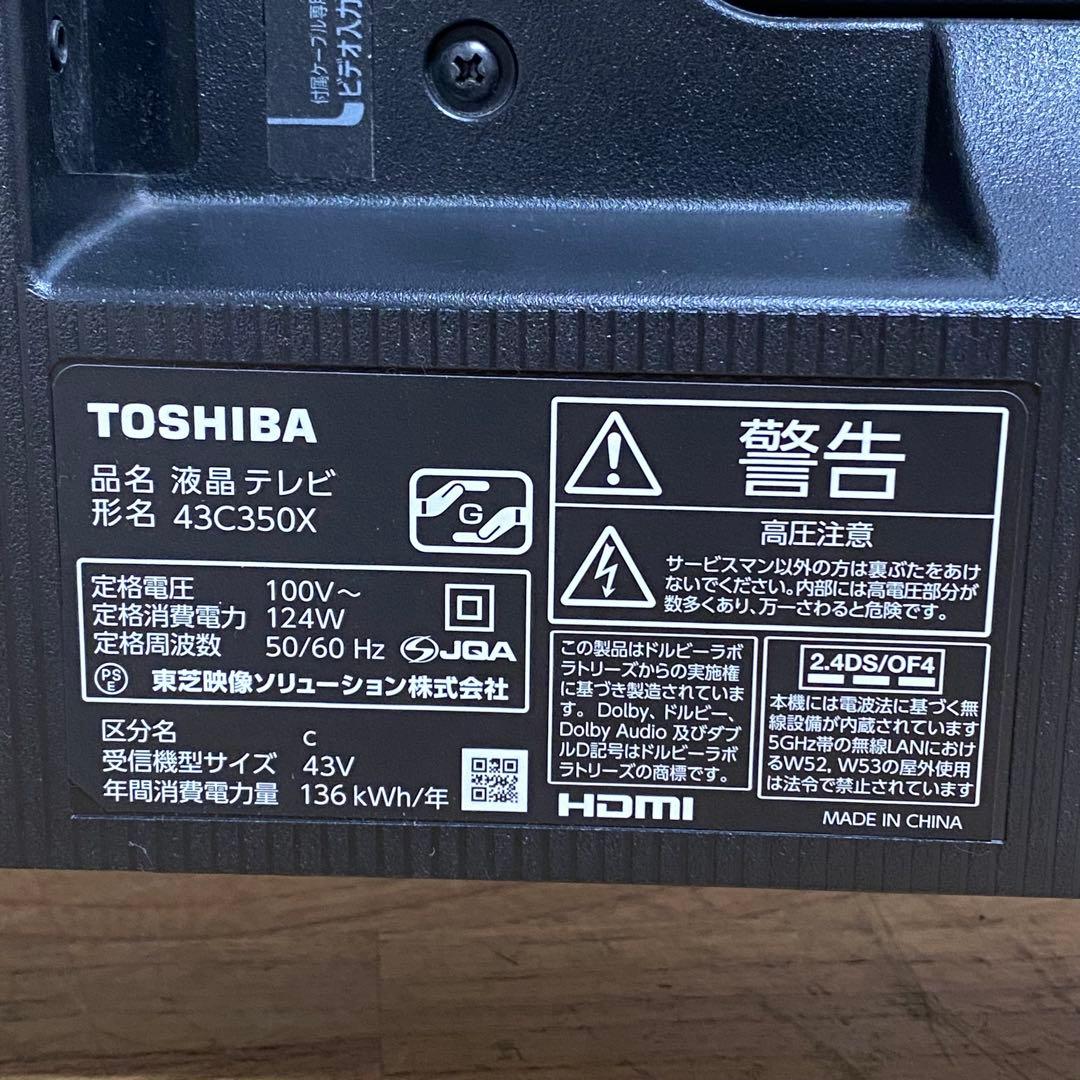 付属ケーブル専用
ビデオ入力
TOSHIBA
品名 液晶テレビ
形名 43C350X
G
定格電圧 100V～
定格消費電力 124W
定格周波数 50/60 Hz
JQA
PSE 東芝映像ソリューション株式会社
区分名 c
受信機型サイズ 43V
年間消費電力量 136 kWh/年
警告
高圧注意
サービスマン以外の方は裏ぶたをあけ
ないでください。内部には高電圧部分が
数多くあり、万一さわると危険です。
この製品はドルビーラボ
ラトリーズからの実施権
に基づき製造されていま
す。Dolby、ドルビー、
Dolby Audio 及びダブ
ルD記号はドルビーラボ
ラトリーズの商標です。
HDMI
2.4DS/OF4
本機には電波法に基づく無
線設備が内蔵されています
5GHz帯の無線LANにおけ
るW52, W53の屋外使用
は法令で禁止されています
MADE IN CHINA